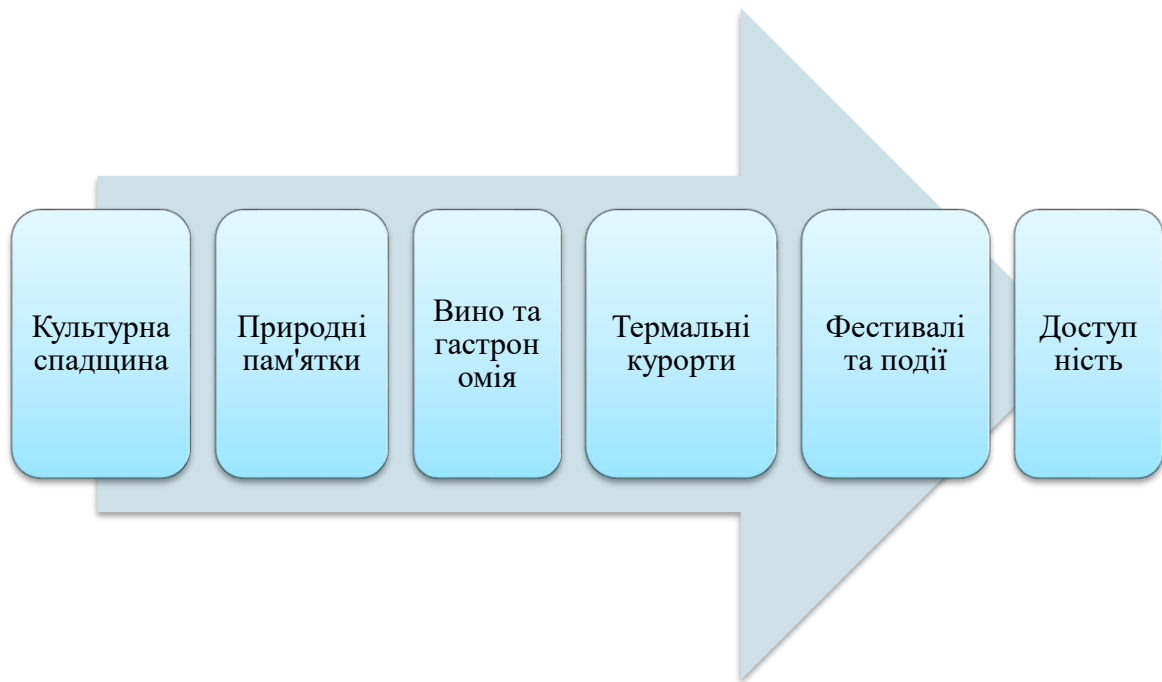 Культурна
спадщина
Природні
пам'ятки
Вино та
гастрон
омія
Термальні
курорти
Фестивалі
та події
Доступ
ність